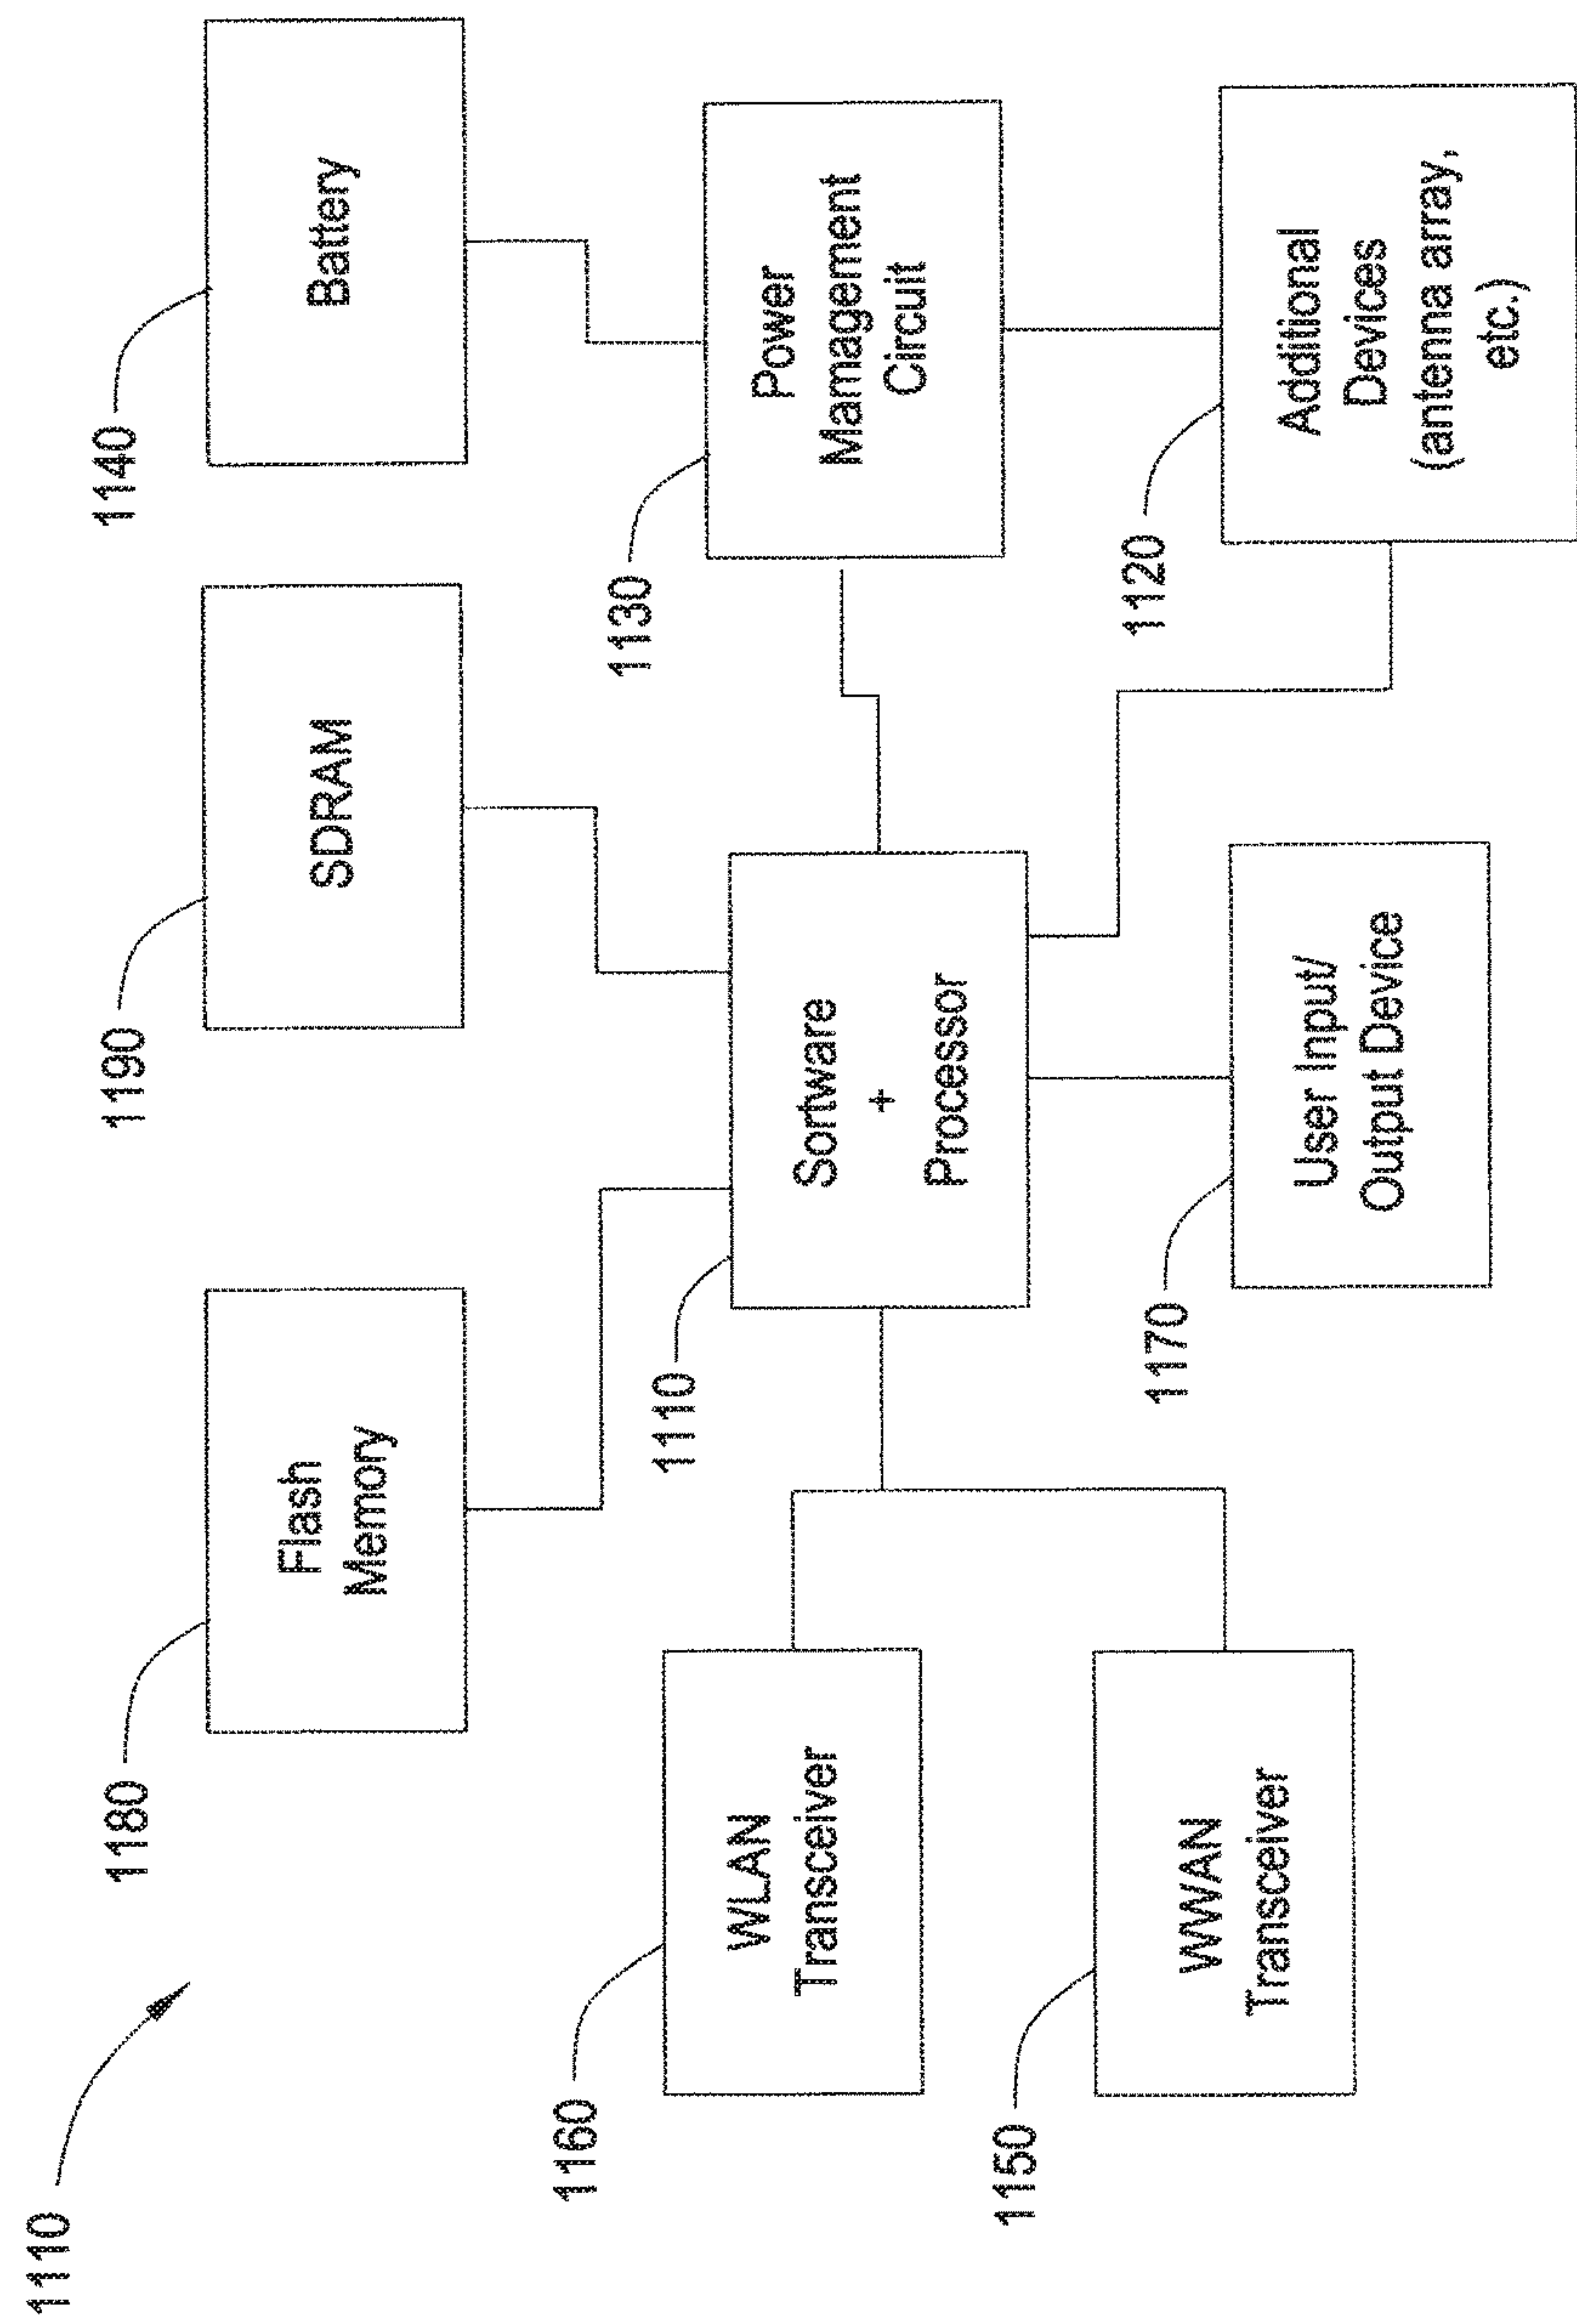 1110
1180
1190
1140
Flash
Memory
SDRAM
Battery
1160
1110
1130
WLAN
Transceiver
Sortware
+
Processor
Power
Mamagement
Circuit
1150
1170
1120
WWAN
Transceiver
User Input/
Output Device
Additional
Devices
(antenna array,
etc.)